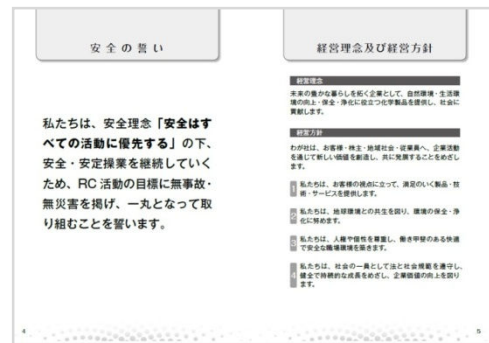 安全の誓い
私たちは、安全理念「安全はす
べての活動に優先する」の下、
安全・安定操業を継続していく
ため、RC 活動の目標に無事故・
無災害を掲げ、一丸となって取
り組むことを誓います。
4
経営理念及び経営方針
経営理念
未来の豊かな暮らしを拓く企業として、自然環境・生活環
境の向上・保全・浄化に役立つ化学製品を提供し、社会に
貢献します。
経営方針
わが社は、お客様・株主・地域社会・従業員へ、企業活動
を通じて新しい価値を創造し、共に発展することをめざし
ます。
1 私たちは、お客様の視点に立って、満足のいく製品・技
術・サービスを提供します。
2 私たちは、地球環境との共生を図り、環境の保全・浄
化に努めます。
3 私たちは、人権や個性を尊重し、働き甲斐のある快適
で安全な職場環境を築きます。
4 私たちは、社会の一員として法と社会規範を遵守し、
健全で持続的な成長をめざし、企業価値の向上を図り
ます。
5